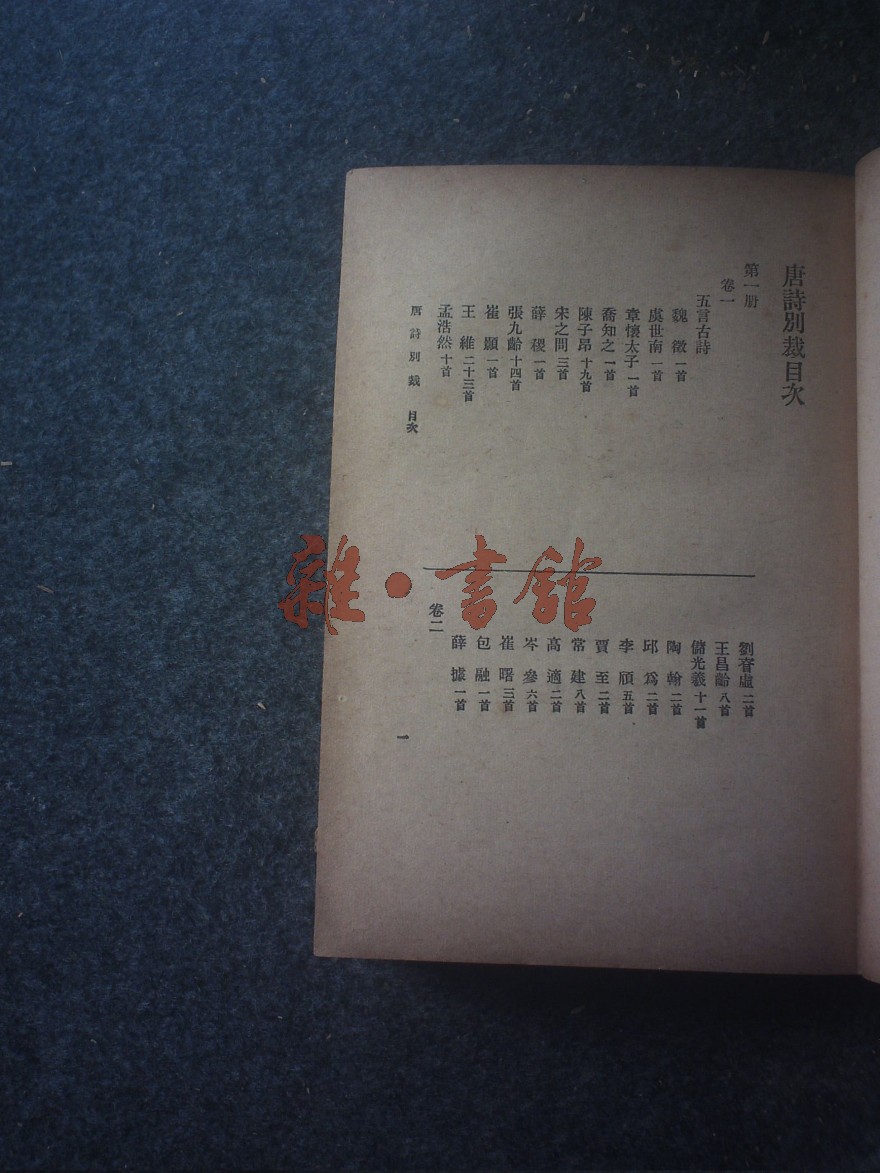 唐詩別裁目次
第一册
卷一
五言古詩
魏徵 一首
虞世南 一首
章懷太子 一首
喬知之 一首
陳子昂 十九首
宋之問 三首
薛稷 一首
張九齡 十四首
崔顥 一首
王維 二十三首
孟浩然 十首
唐詩別裁 目次
劉眘虛 二首
王昌齡 八首
儲光羲 十一首
陶翰 二首
邱爲 二首
李頎 五首
賈至 二首
常建 八首
高適 二首
岑參 六首
崔曙 三首
包融 一首
薛據 一首
卷二
一
雜·書館